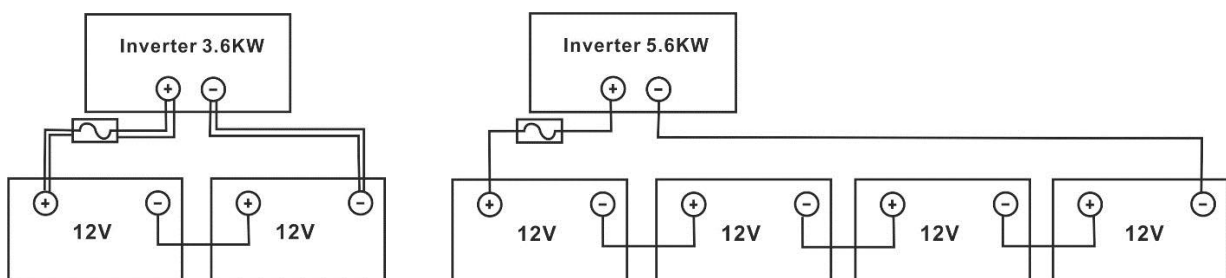 Inverter 3.6KW
+ −
+ − + −
12V 12V
Inverter 5.6KW
+ −
+ − + − + − + −
12V 12V 12V 12V